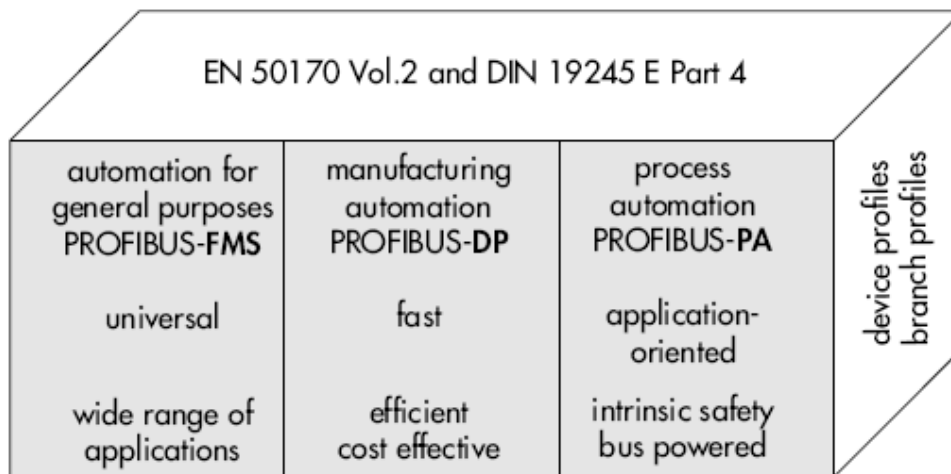 EN 50170 Vol.2 and DIN 19245 E Part 4
automation for
general purposes
PROFIBUS-FMS
universal
wide range of
applications
manufacturing
automation
PROFIBUS-DP
fast
efficient
cost effective
process
automation
PROFIBUS-PA
application-
oriented
intrinsic safety
bus powered
device profiles
branch profiles